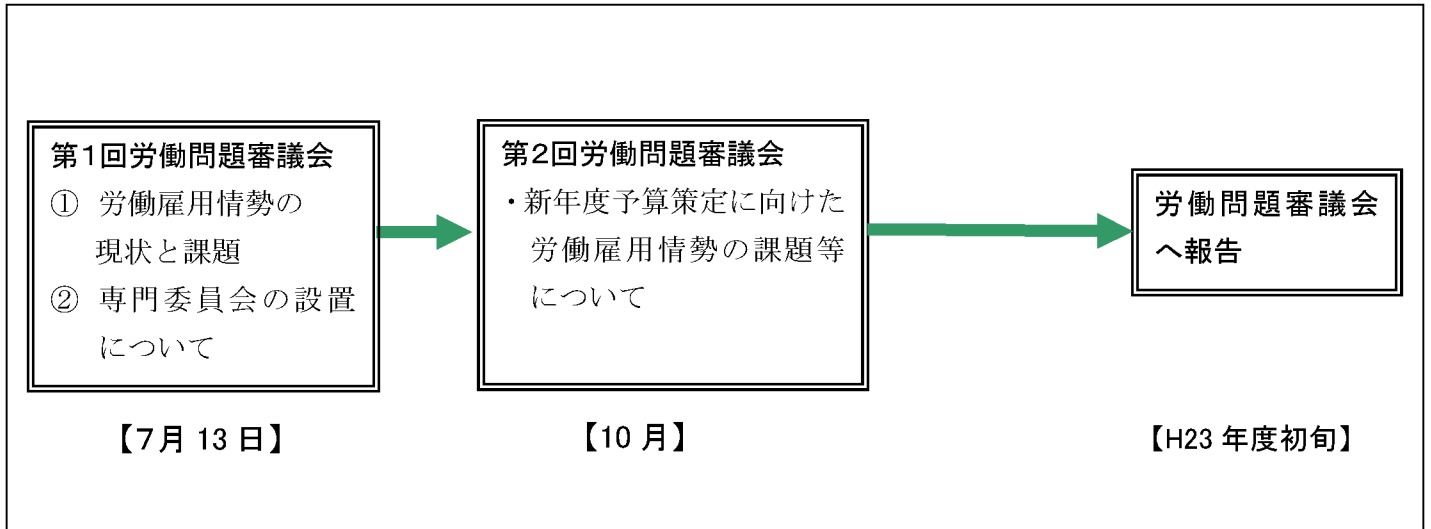 第1回労働問題審議会
① 労働雇用情勢の
現状と課題
② 専門委員会の設置
について
【7月 13 日】
第2回労働問題審議会
・新年度予算策定に向けた
労働雇用情勢の課題等
について
【10 月】
労働問題審議会
へ報告
【H23 年度初旬】